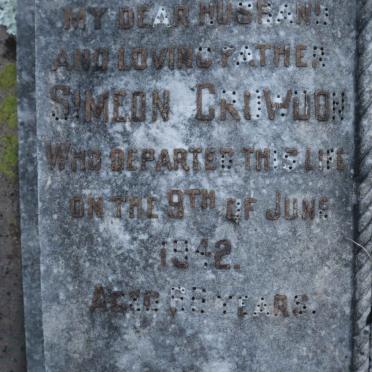 MY DEAR HUSBAND
AND LOVING FATHER
SIMEON
WHO DEPARTED THIS LIFE
ON THE 9TH OF JUNE
1942.
AGED 68 YEARS.